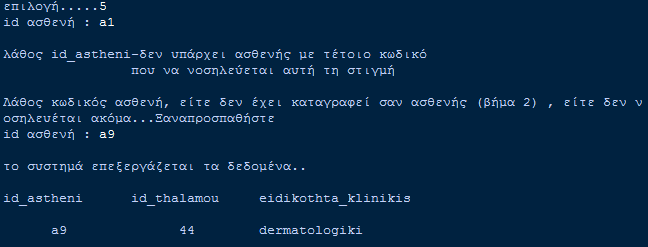 επιλογή.....5
id ασθενή : a1
λάθος id_astheni-δεν υπάρχει ασθενής με τέτοιο κωδικό
που να νοσηλεύεται αυτή τη στιγμή
Λάθος κωδικός ασθενή, είτε δεν έχει καταγραφεί σαν ασθενής (βήμα 2) , είτε δεν ν
οσηλευέται ακόμα...Ξαναπροσπαθήστε
id ασθενή : a9
το συστημά επεξεργάζεται τα δεδομένα..
id_astheni id_thalamou eidikothta_klinikis
a9 44 dermatologiki